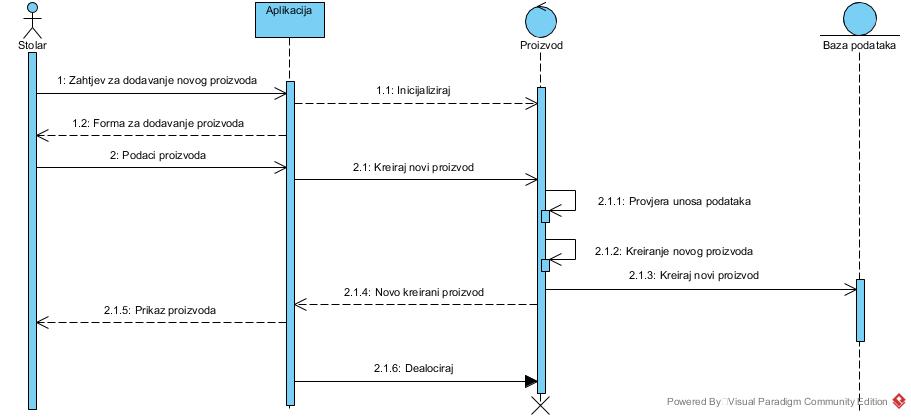 Aplikacija
Stolar
Proizvod
Baza podataka
1: Zahtjev za dodavanje novog proizvoda
1.1: Inicijaliziraj
1.2: Forma za dodavanje proizvoda
2: Podaci proizvoda
2.1: Kreiraj novi proizvod
2.1.1: Provjera unosa podataka
2.1.2: Kreiranje novog proizvoda
2.1.3: Kreiraj novi proizvod
2.1.4: Novo kreirani proizvod
2.1.5: Prikaz proizvoda
2.1.6: Dealociraj
Powered By Visual Paradigm Community Edition